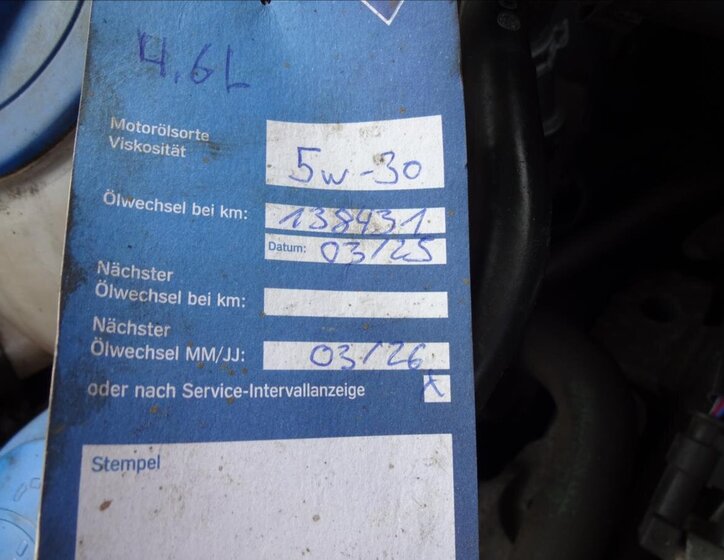 4.6L
Motorölsorte
Viskosität
5W-30
Ölwechsel bei km: 138431
Datum: 03/25
Nächster
Ölwechsel bei km:
Nächster
Ölwechsel MM/JJ: 03/26
oder nach Service-Intervallanzeige x
Stempel